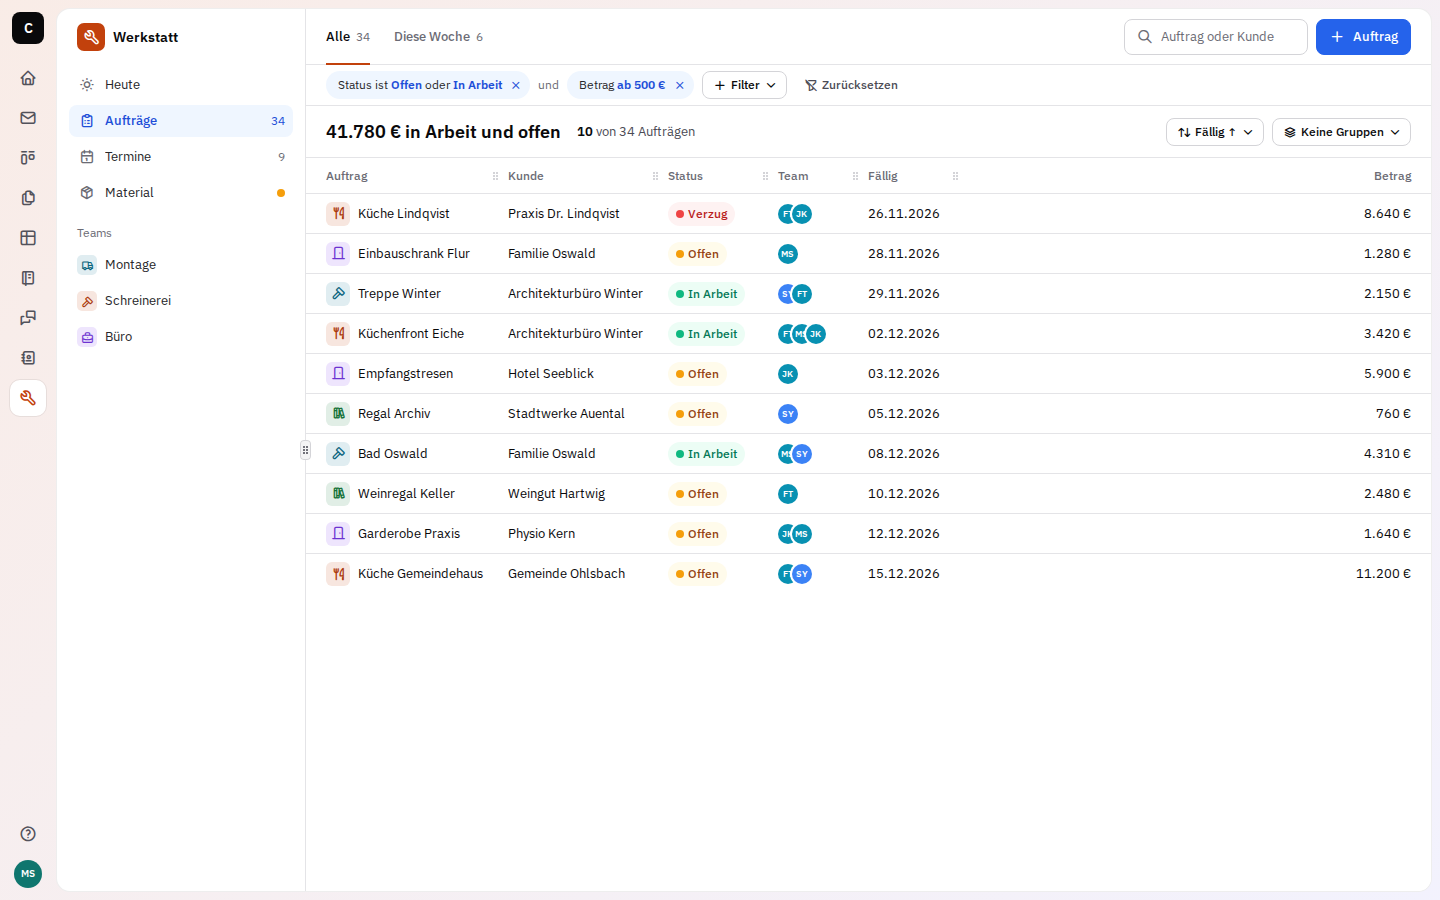 C
Werkstatt
Heute
Aufträge 34
Termine 9
Material
Teams
Montage
Schreinerei
Büro
MS
Alle 34 Diese Woche 6
Auftrag oder Kunde
Auftrag
Status ist Offen oder In Arbeit und Betrag ab 500 € Filter Zurücksetzen
41.780 € in Arbeit und offen 10 von 34 Aufträgen
Fällig ↑ Keine Gruppen
Auftrag Kunde Status Team Fällig Betrag
Küche Lindqvist Praxis Dr. Lindqvist Verzug JK 26.11.2026 8.640 €
Einbauschrank Flur Familie Oswald Offen MS 28.11.2026 1.280 €
Treppe Winter Architekturbüro Winter In Arbeit FT 29.11.2026 2.150 €
Küchenfront Eiche Architekturbüro Winter In Arbeit JK 02.12.2026 3.420 €
Empfangstresen Hotel Seeblick Offen JK 03.12.2026 5.900 €
Regal Archiv Stadtwerke Auental Offen SY 05.12.2026 760 €
Bad Oswald Familie Oswald In Arbeit SY 08.12.2026 4.310 €
Weinregal Keller Weingut Hartwig Offen FT 10.12.2026 2.480 €
Garderobe Praxis Physio Kern Offen MS 12.12.2026 1.640 €
Küche Gemeindehaus Gemeinde Ohlsbach Offen SY 15.12.2026 11.200 €